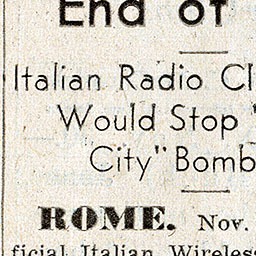 End of
Italian Radio Cl
Would Stop "
City" Bomb
ROME, Nov.
ficial Italian Wireless